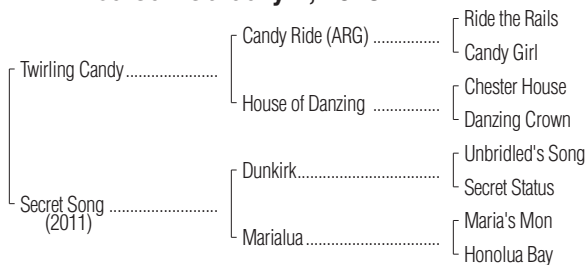 Ride the Rails
Candy Ride (ARG) ................
Candy Girl
Twirling Candy......................
Chester House
House of Danzing ................
Danzing Crown
Unbridled's Song
Dunkirk..................................
Secret Status
Secret Song ..........................
(2011)
Maria's Mon
Marialua................................
Honolua Bay